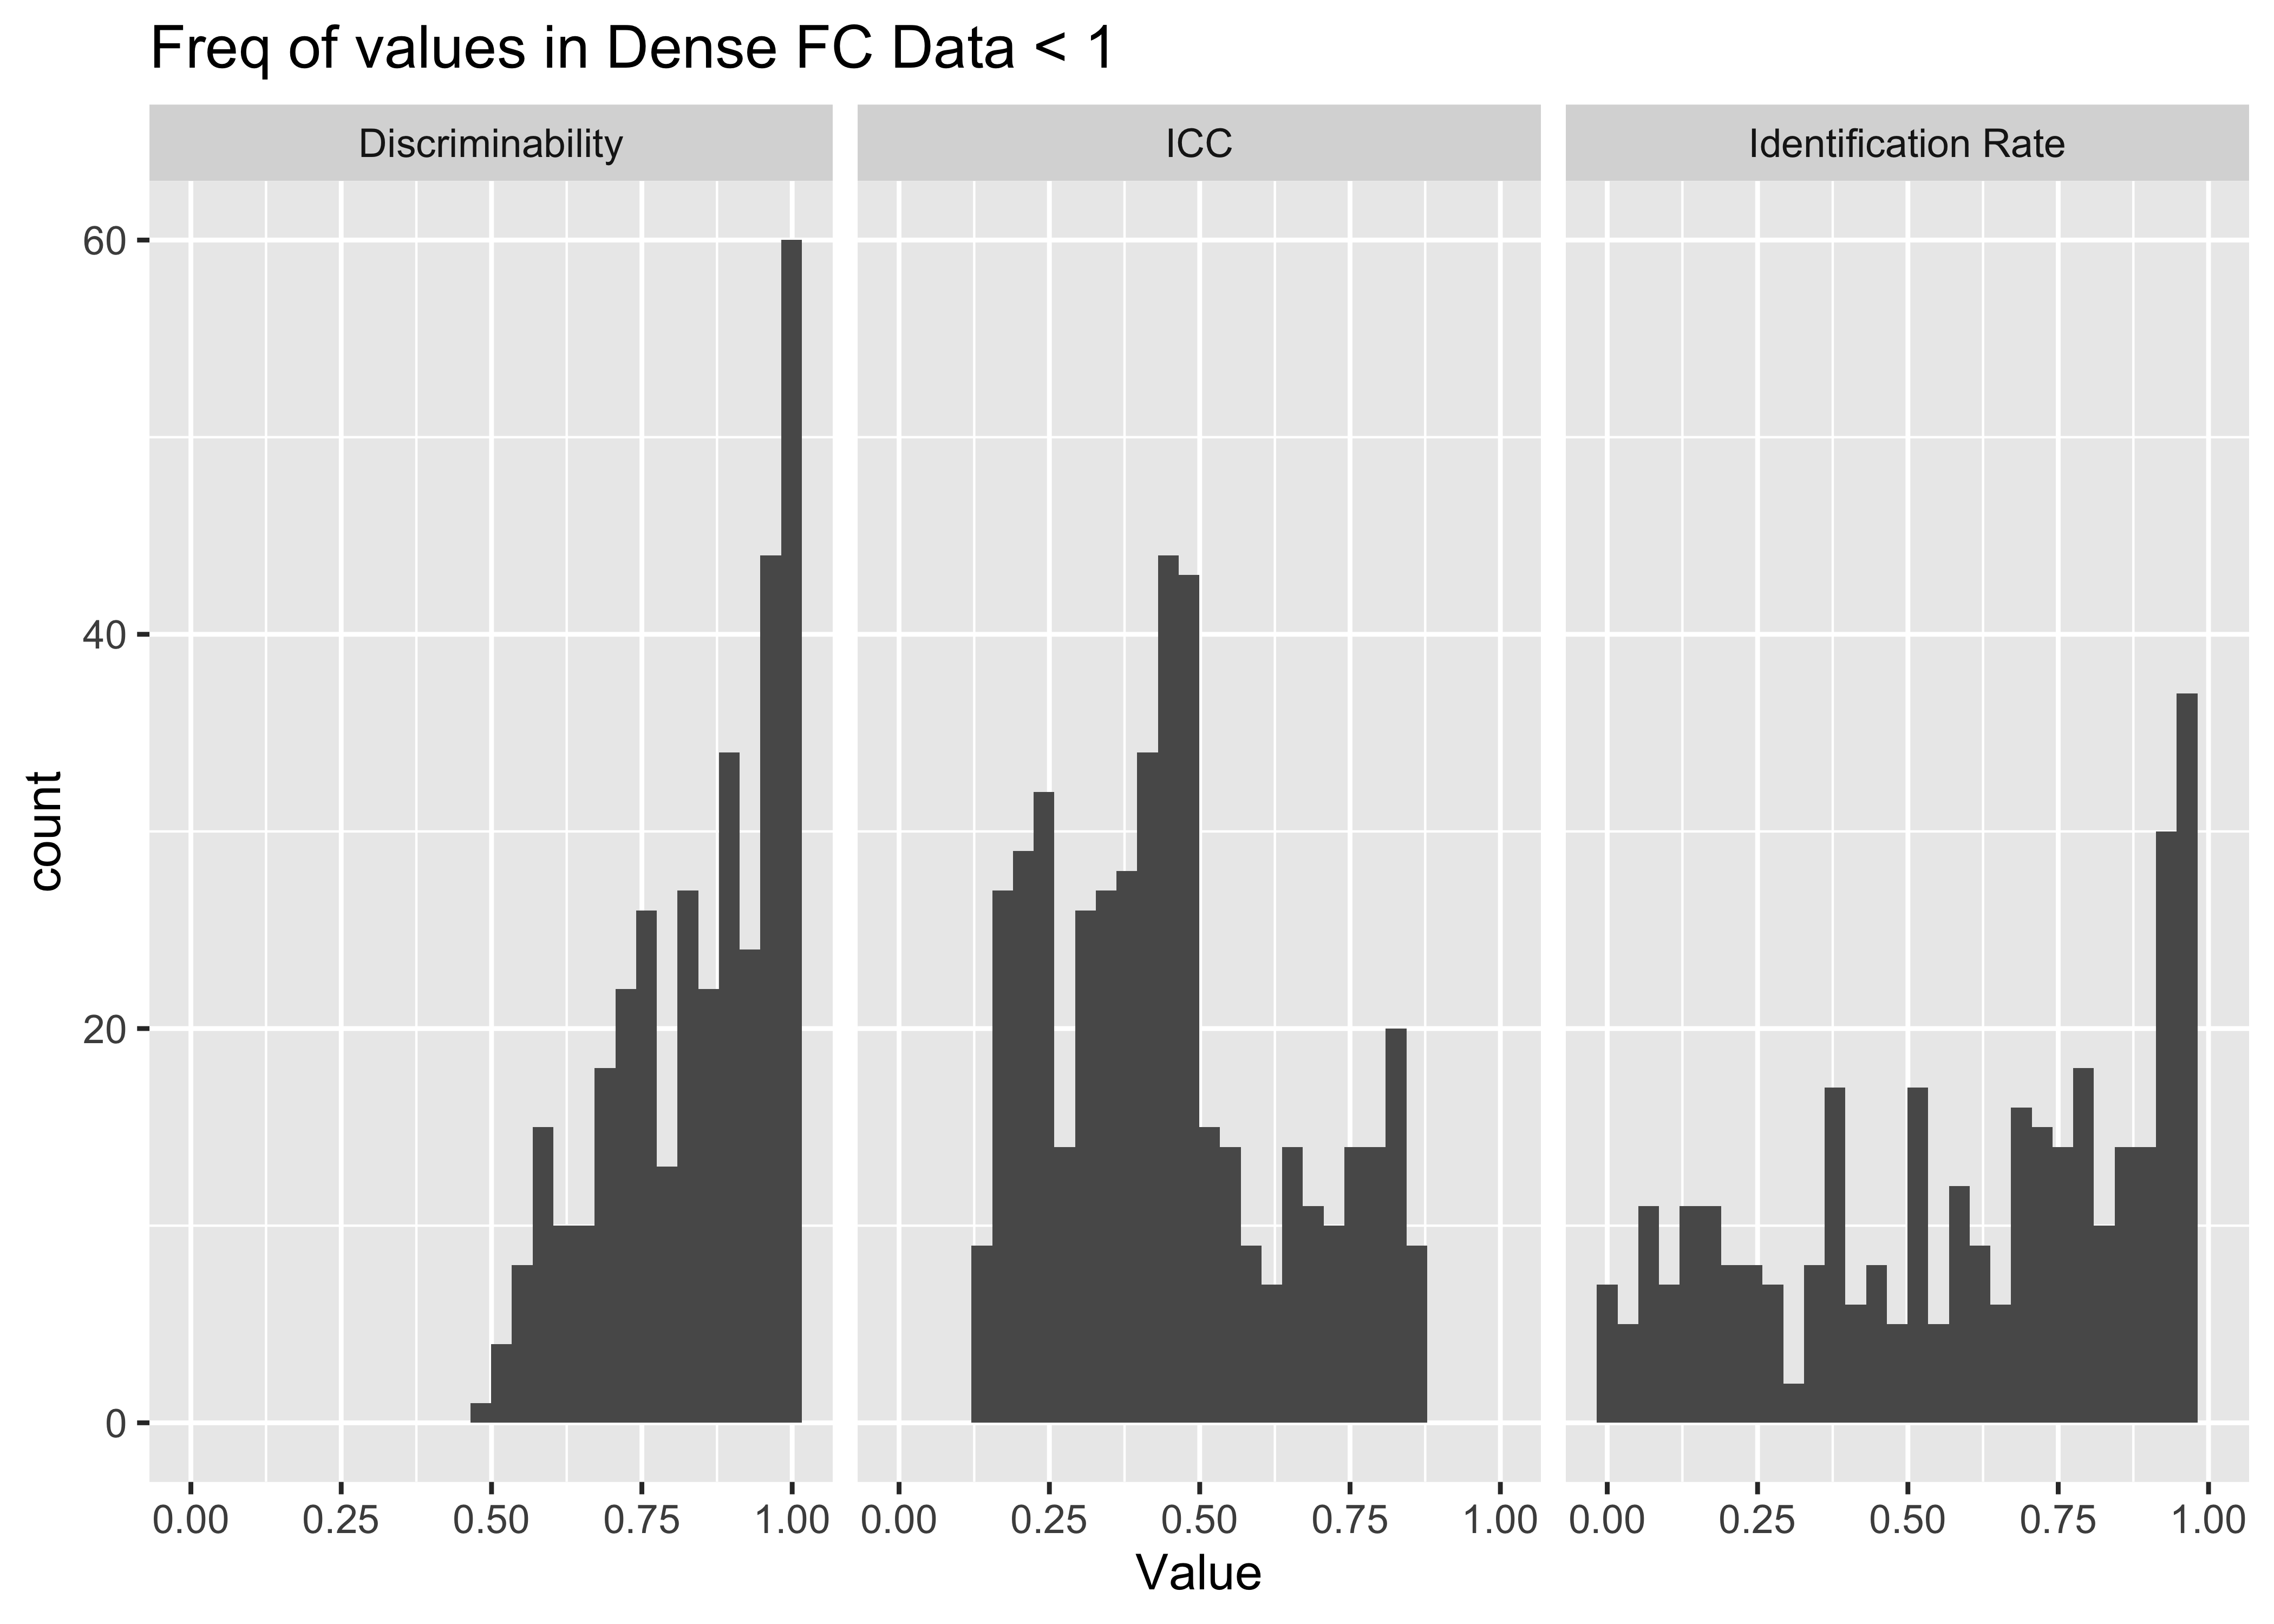 Freq of values in Dense FC Data < 1
Discriminability
ICC
Identification Rate
60
40
20
0
count
0.00 0.25 0.50 0.75 1.00
0.00 0.25 0.50 0.75 1.00
0.00 0.25 0.50 0.75 1.00
Value